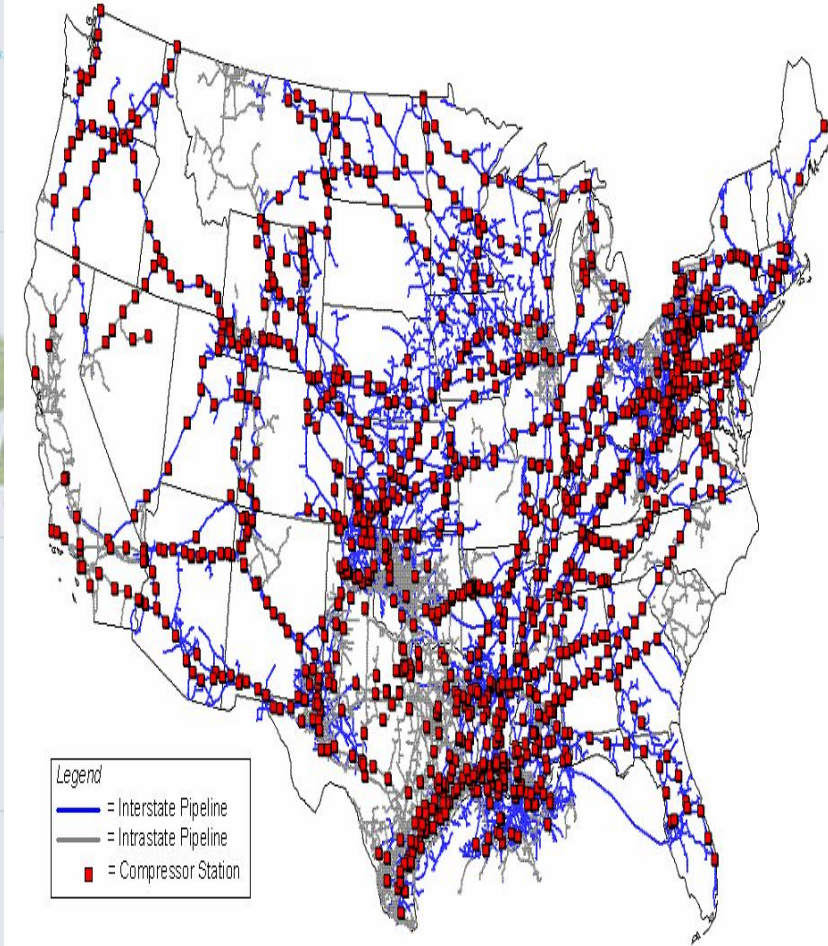 Legend
= Interstate Pipeline
= Intrastate Pipeline
= Compressor Station